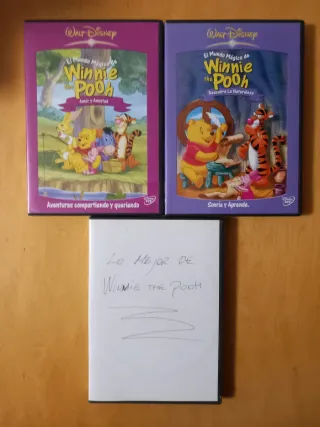 WALT DISNEY
El Mundo Mágico de
Winnie
the
Pooh
Amor y Amistad
Aventuras compartiendo y queriendo
DVD
WALT DISNEY
El Mundo Mágico de
Winnie
the
Pooh
Descubre La Naturaleza
Sonríe y Aprende.
DVD
LO MEJOR DE
WINNIE THE POOH